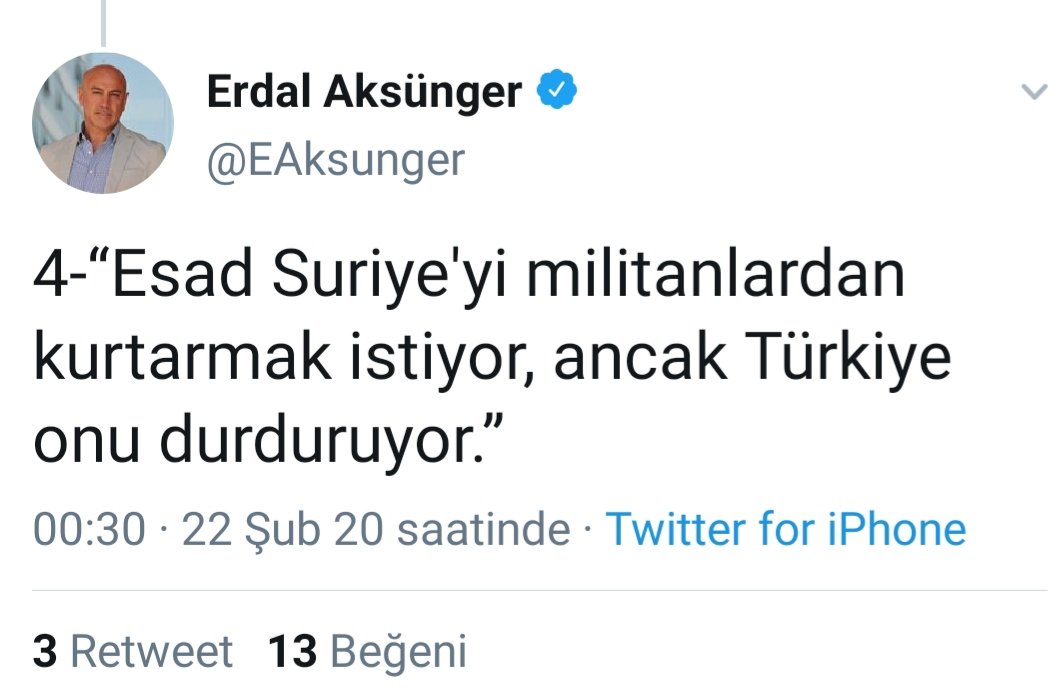 Erdal Aksünger
@EAksunger
4-“Esad Suriye'yi militanlardan
kurtarmak istiyor, ancak Türkiye
onu durduruyor.”
00:30 · 22 Şub 20 saatinde · Twitter for iPhone
3 Retweet 13 Beğeni